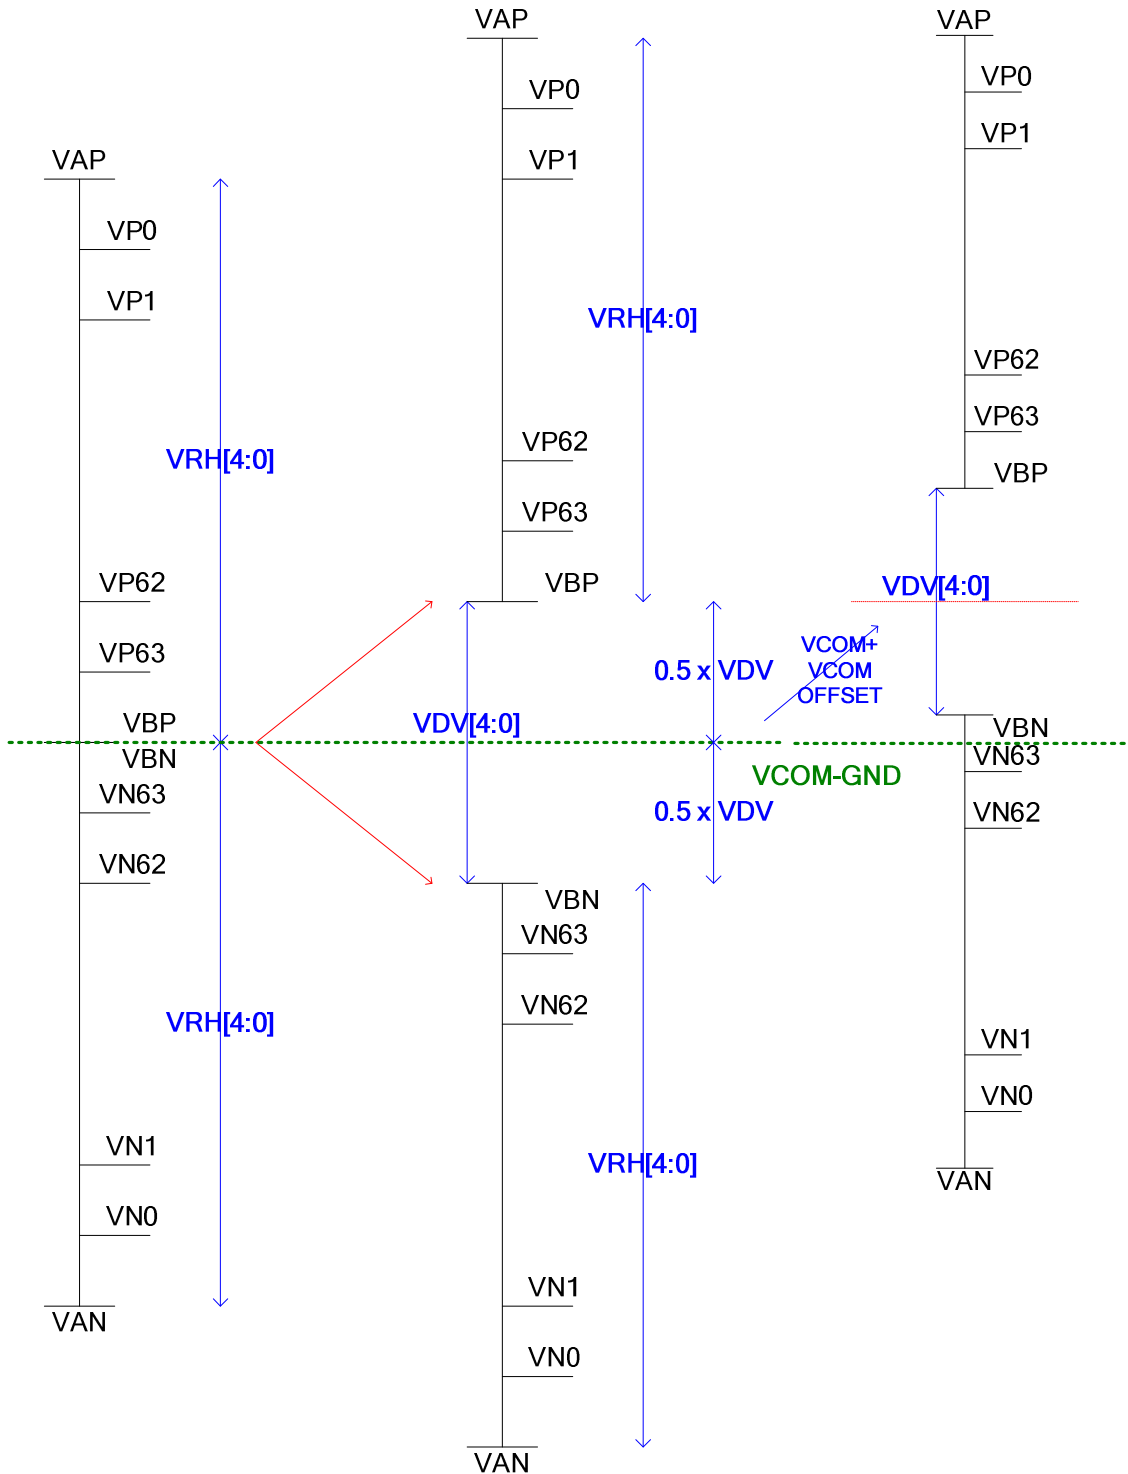 VAP
VP0
VP1
VRH[4:0]
VP62
VP63
VBP
VBN
VN63
VN62
VRH[4:0]
VN1
VN0
VAN
VAP
VP0
VP1
VRH[4:0]
VP62
VP63
VBP
0.5 x VDV
VDV[4:0]
0.5 x VDV
VBN
VN63
VN62
VRH[4:0]
VN1
VN0
VAN
VAP
VP0
VP1
VP62
VP63
VBP
VDV[4:0]
VCOM+
VCOM
OFFSET
VBN
VCOM-GND
VN63
VN62
VN1
VN0
VAN